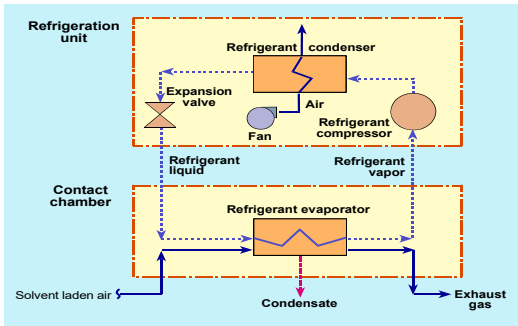 Refrigeration
unit
Refrigerant condenser
Expansion
valve
Air
Fan
Refrigerant
compressor
Refrigerant
liquid
Refrigerant
vapor
Contact
chamber
Refrigerant evaporator
Solvent laden air
Condensate
Exhaust
gas